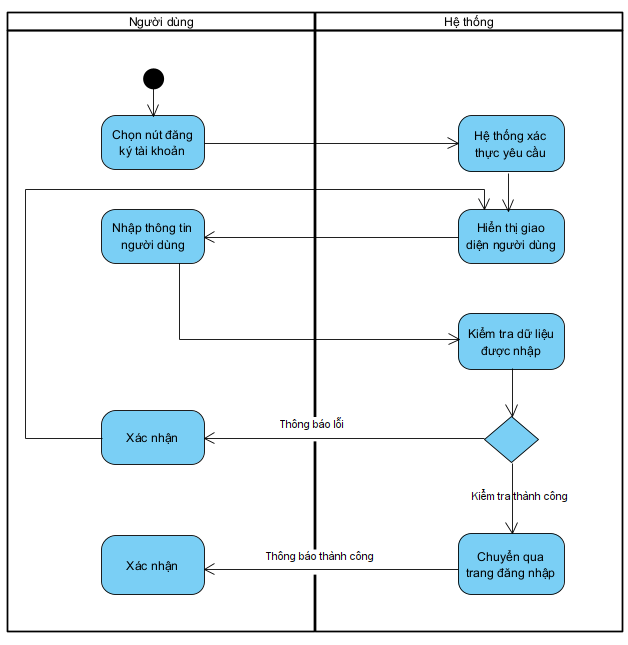 Người dùng
Hệ thống
Chọn nút đăng
ký tài khoản
Hệ thống xác
thực yêu cầu
Nhập thông tin
người dùng
Hiển thị giao
diện người dùng
Kiểm tra dữ liệu
được nhập
Thông báo lỗi
Xác nhận
Kiểm tra thành công
Thông báo thành công
Xác nhận
Chuyển qua
trang đăng nhập